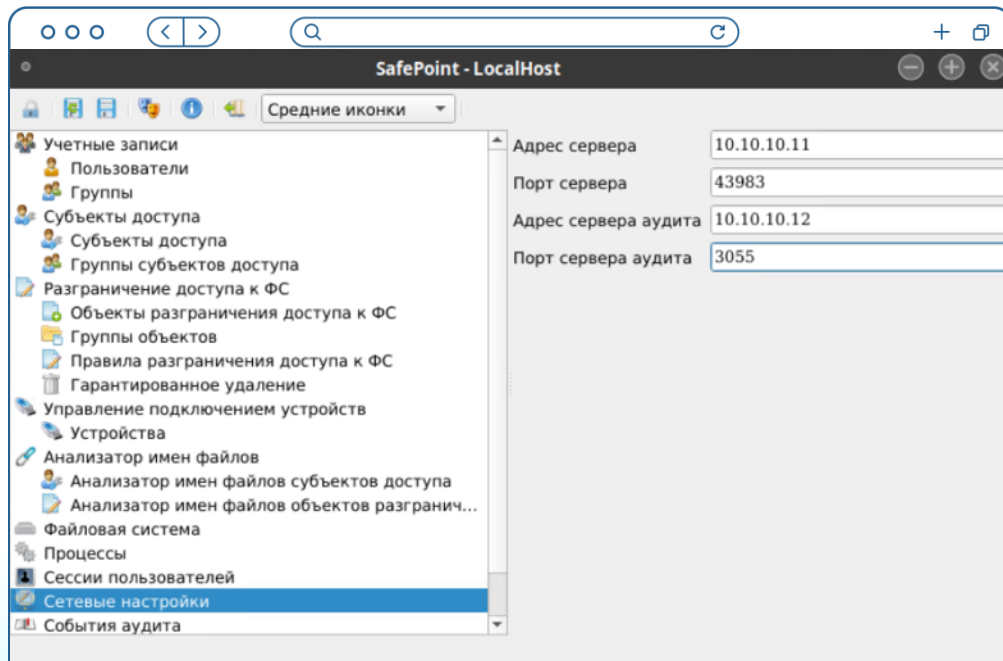 SafePoint - LocalHost
Средние иконки
Учетные записи
Пользователи
Группы
Субъекты доступа
Субъекты доступа
Группы субъектов доступа
Разграничение доступа к ФС
Объекты разграничения доступа к ФС
Группы объектов
Правила разграничения доступа к ФС
Гарантированное удаление
Управление подключением устройств
Устройства
Анализатор имен файлов
Анализатор имен файлов субъектов доступа
Анализатор имен файлов объектов разгранич...
Файловая система
Процессы
Сессии пользователей
Сетевые настройки
События аудита
Адрес сервера 10.10.10.11
Порт сервера 43983
Адрес сервера аудита 10.10.10.12
Порт сервера аудита 3055